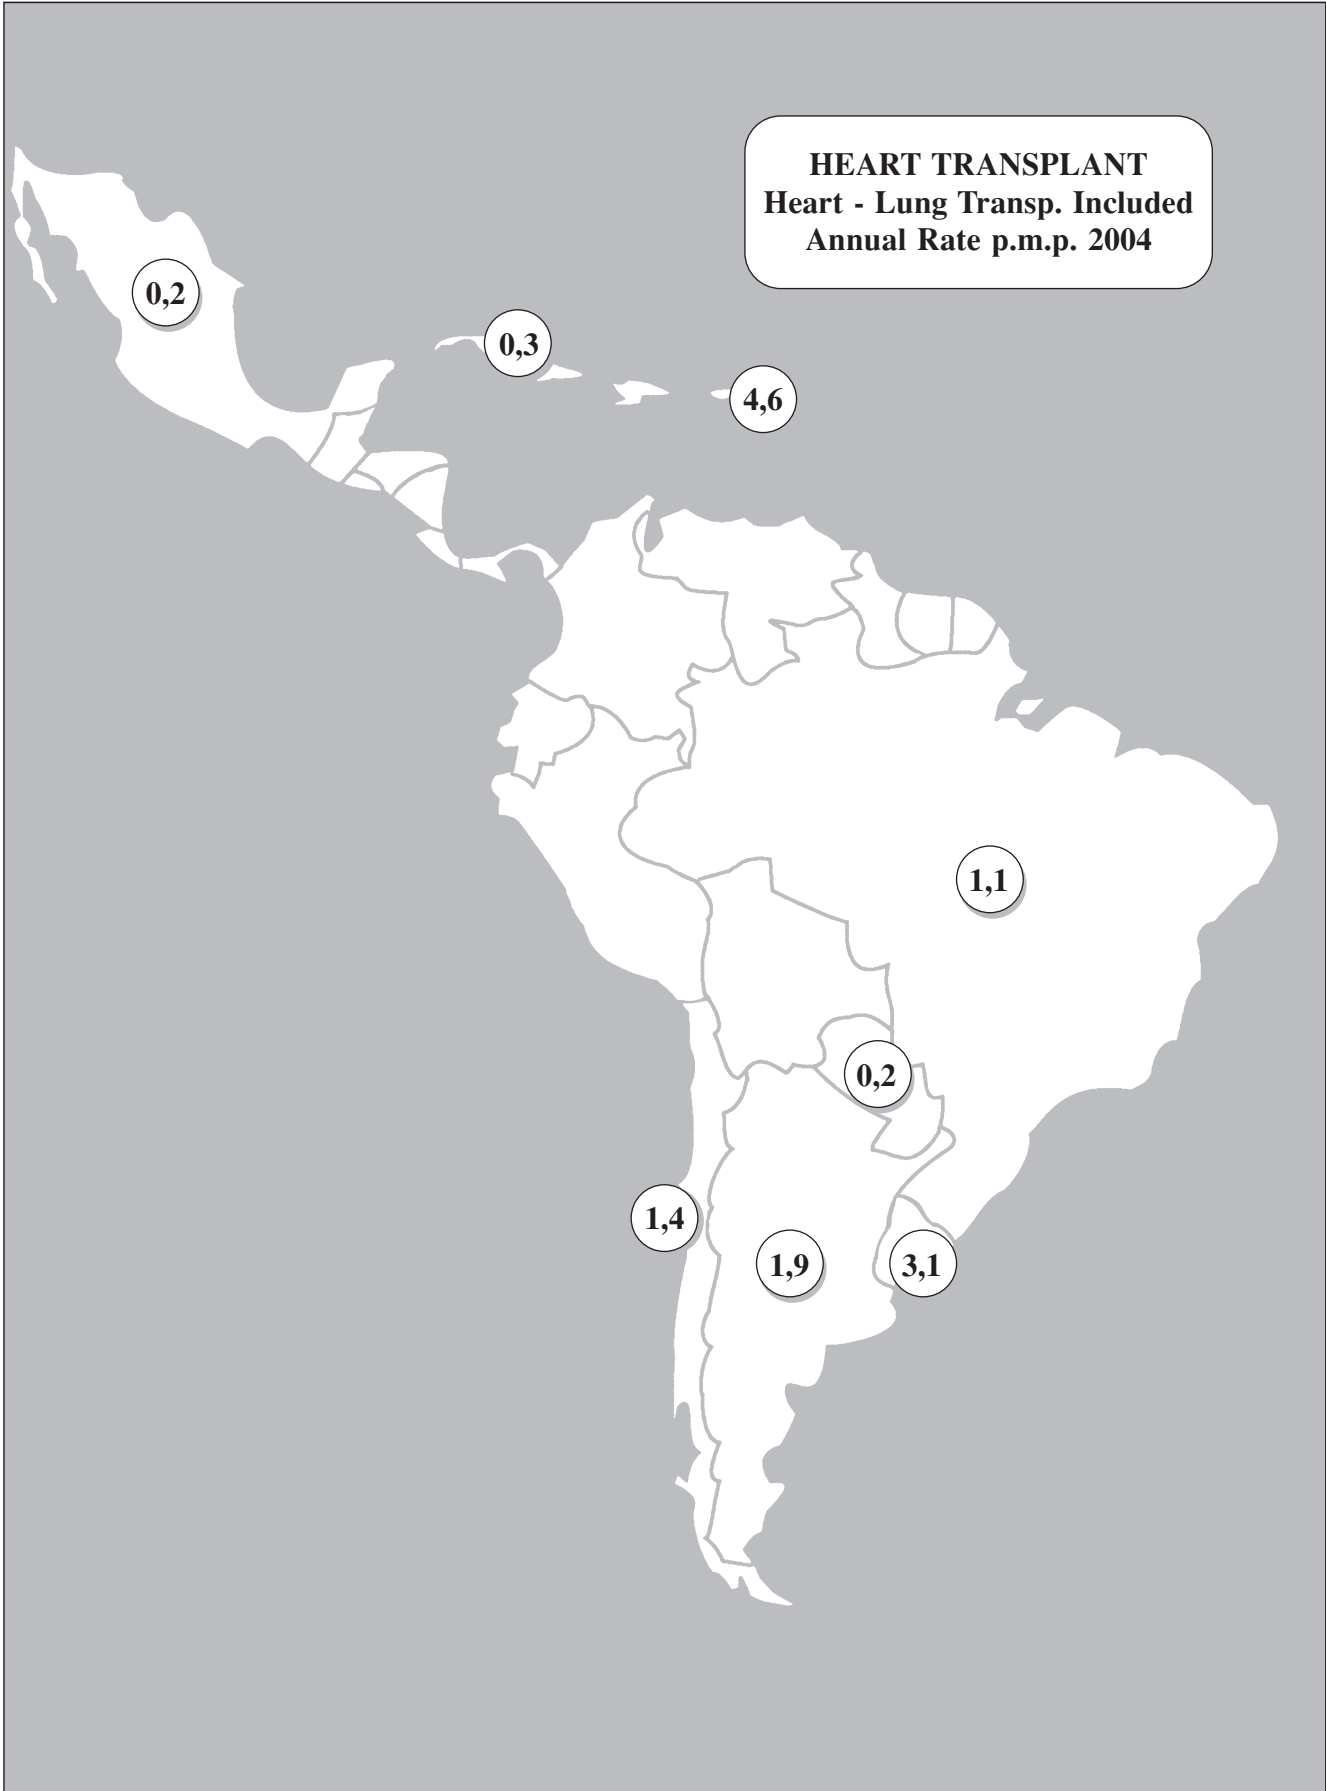 HEART TRANSPLANT
Heart - Lung Transp. Included
Annual Rate p.m.p. 2004
0,2
0,3
4,6
1,1
0,2
1,4
1,9
3,1